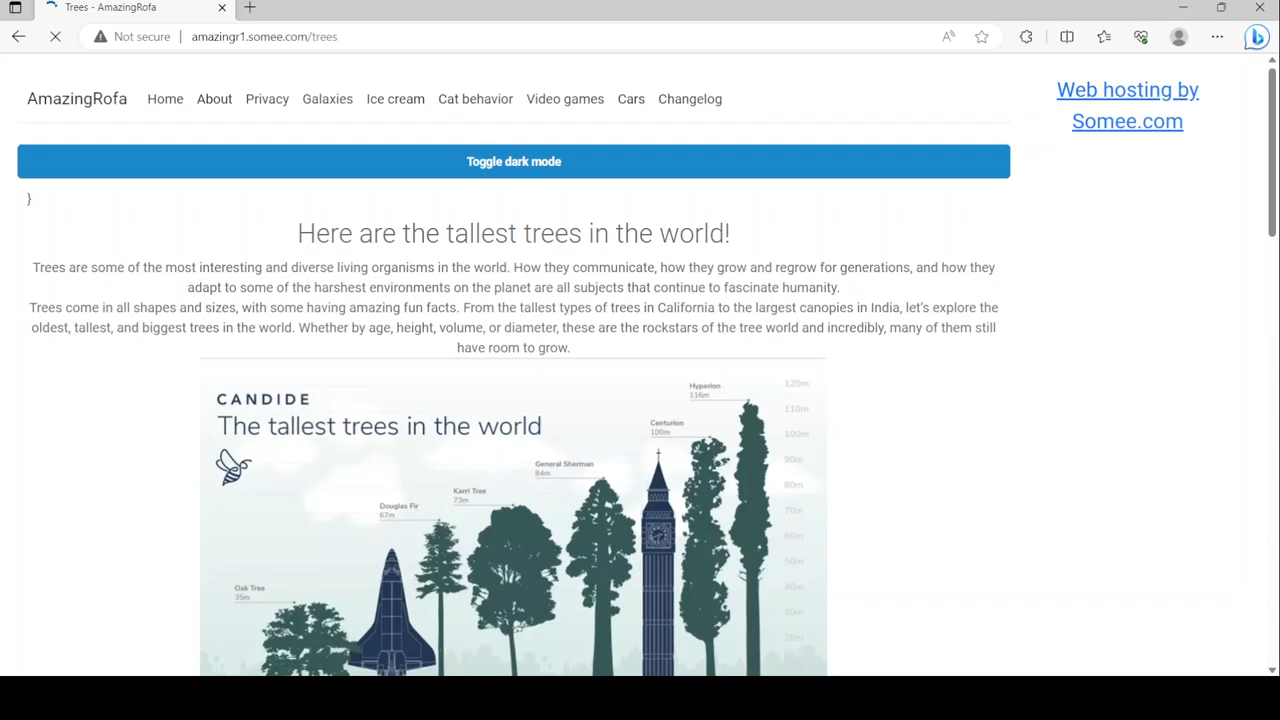 Trees - AmazingRofa
Not secure
amazingr1.somee.com/trees
AmazingRofa Home About Privacy Galaxies Ice cream Cat behavior Video games Cars Changelog
Web hosting by
Somee.com
Toggle dark mode
}
Here are the tallest trees in the world!
Trees are some of the most interesting and diverse living organisms in the world. How they communicate, how they grow and regrow for generations, and how they
adapt to some of the harshest environments on the planet are all subjects that continue to fascinate humanity.
Trees come in all shapes and sizes, with some having amazing fun facts. From the tallest types of trees in California to the largest canopies in India, let's explore the
oldest, tallest, and biggest trees in the world. Whether by age, height, volume, or diameter, these are the rockstars of the tree world and incredibly, many of them still
have room to grow.
CANDIDE
The tallest trees in the world
Hyperion
116m
Centurion
100m
General Sherman
84m
Karri Tree
73m
Douglas Fir
67m
Oak Tree
35m
120m
110m
100m
90m
80m
70m
60m
50m
40m
30m
20m